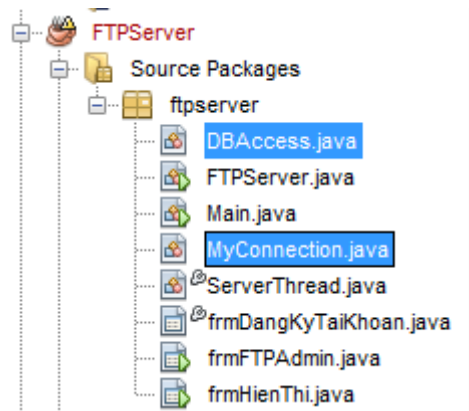 FTPServer
Source Packages
ftpserver
DBAccess.java
FTPServer.java
Main.java
MyConnection.java
ServerThread.java
frmDangKyTaiKhoan.java
frmFTPAdmin.java
frmHienThi.java